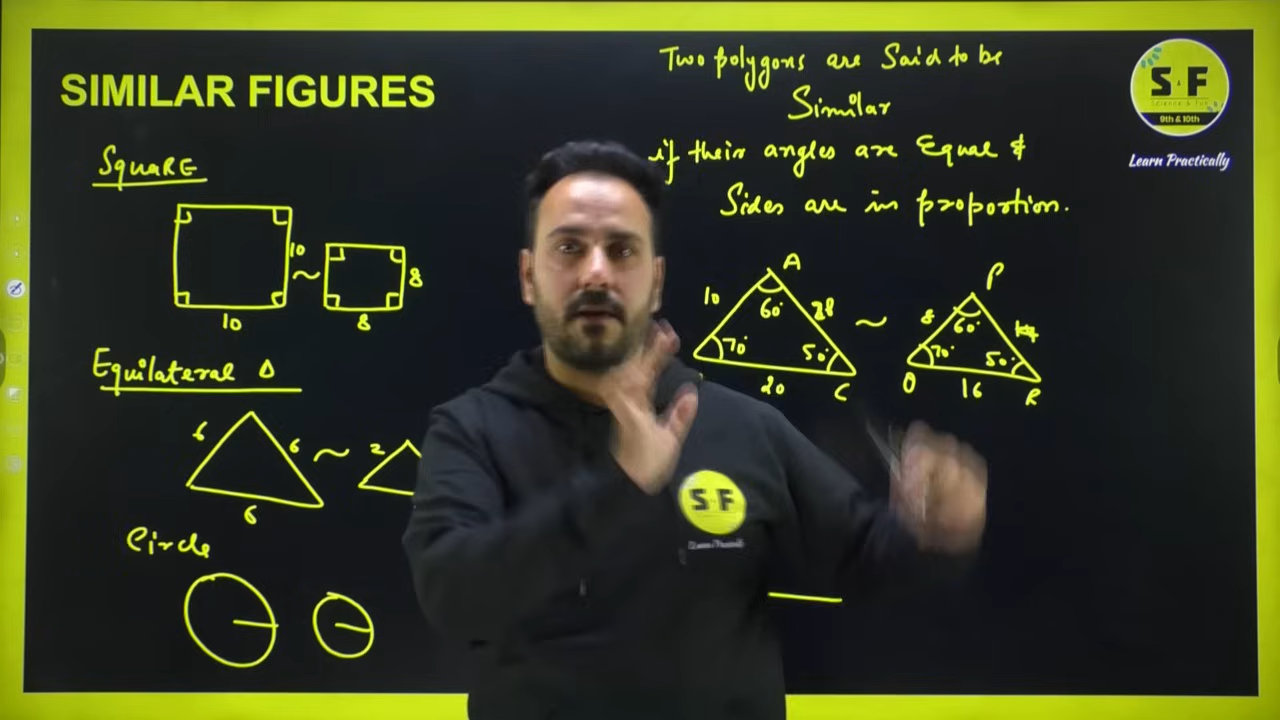 SIMILAR FIGURES
Two polygons are Said to be
Similar
if their angles are Equal &
Sides are in proportion.
S&F
Science & Fun
9th & 10th
Learn Practically
SquaRE
10
10
~
8
8
Equilateral Δ
6
6
6
~
2
Circle
A
10
60°
70°
50°
20
C
~
P
8
60°
70°
50°
16
Q
R
S&F